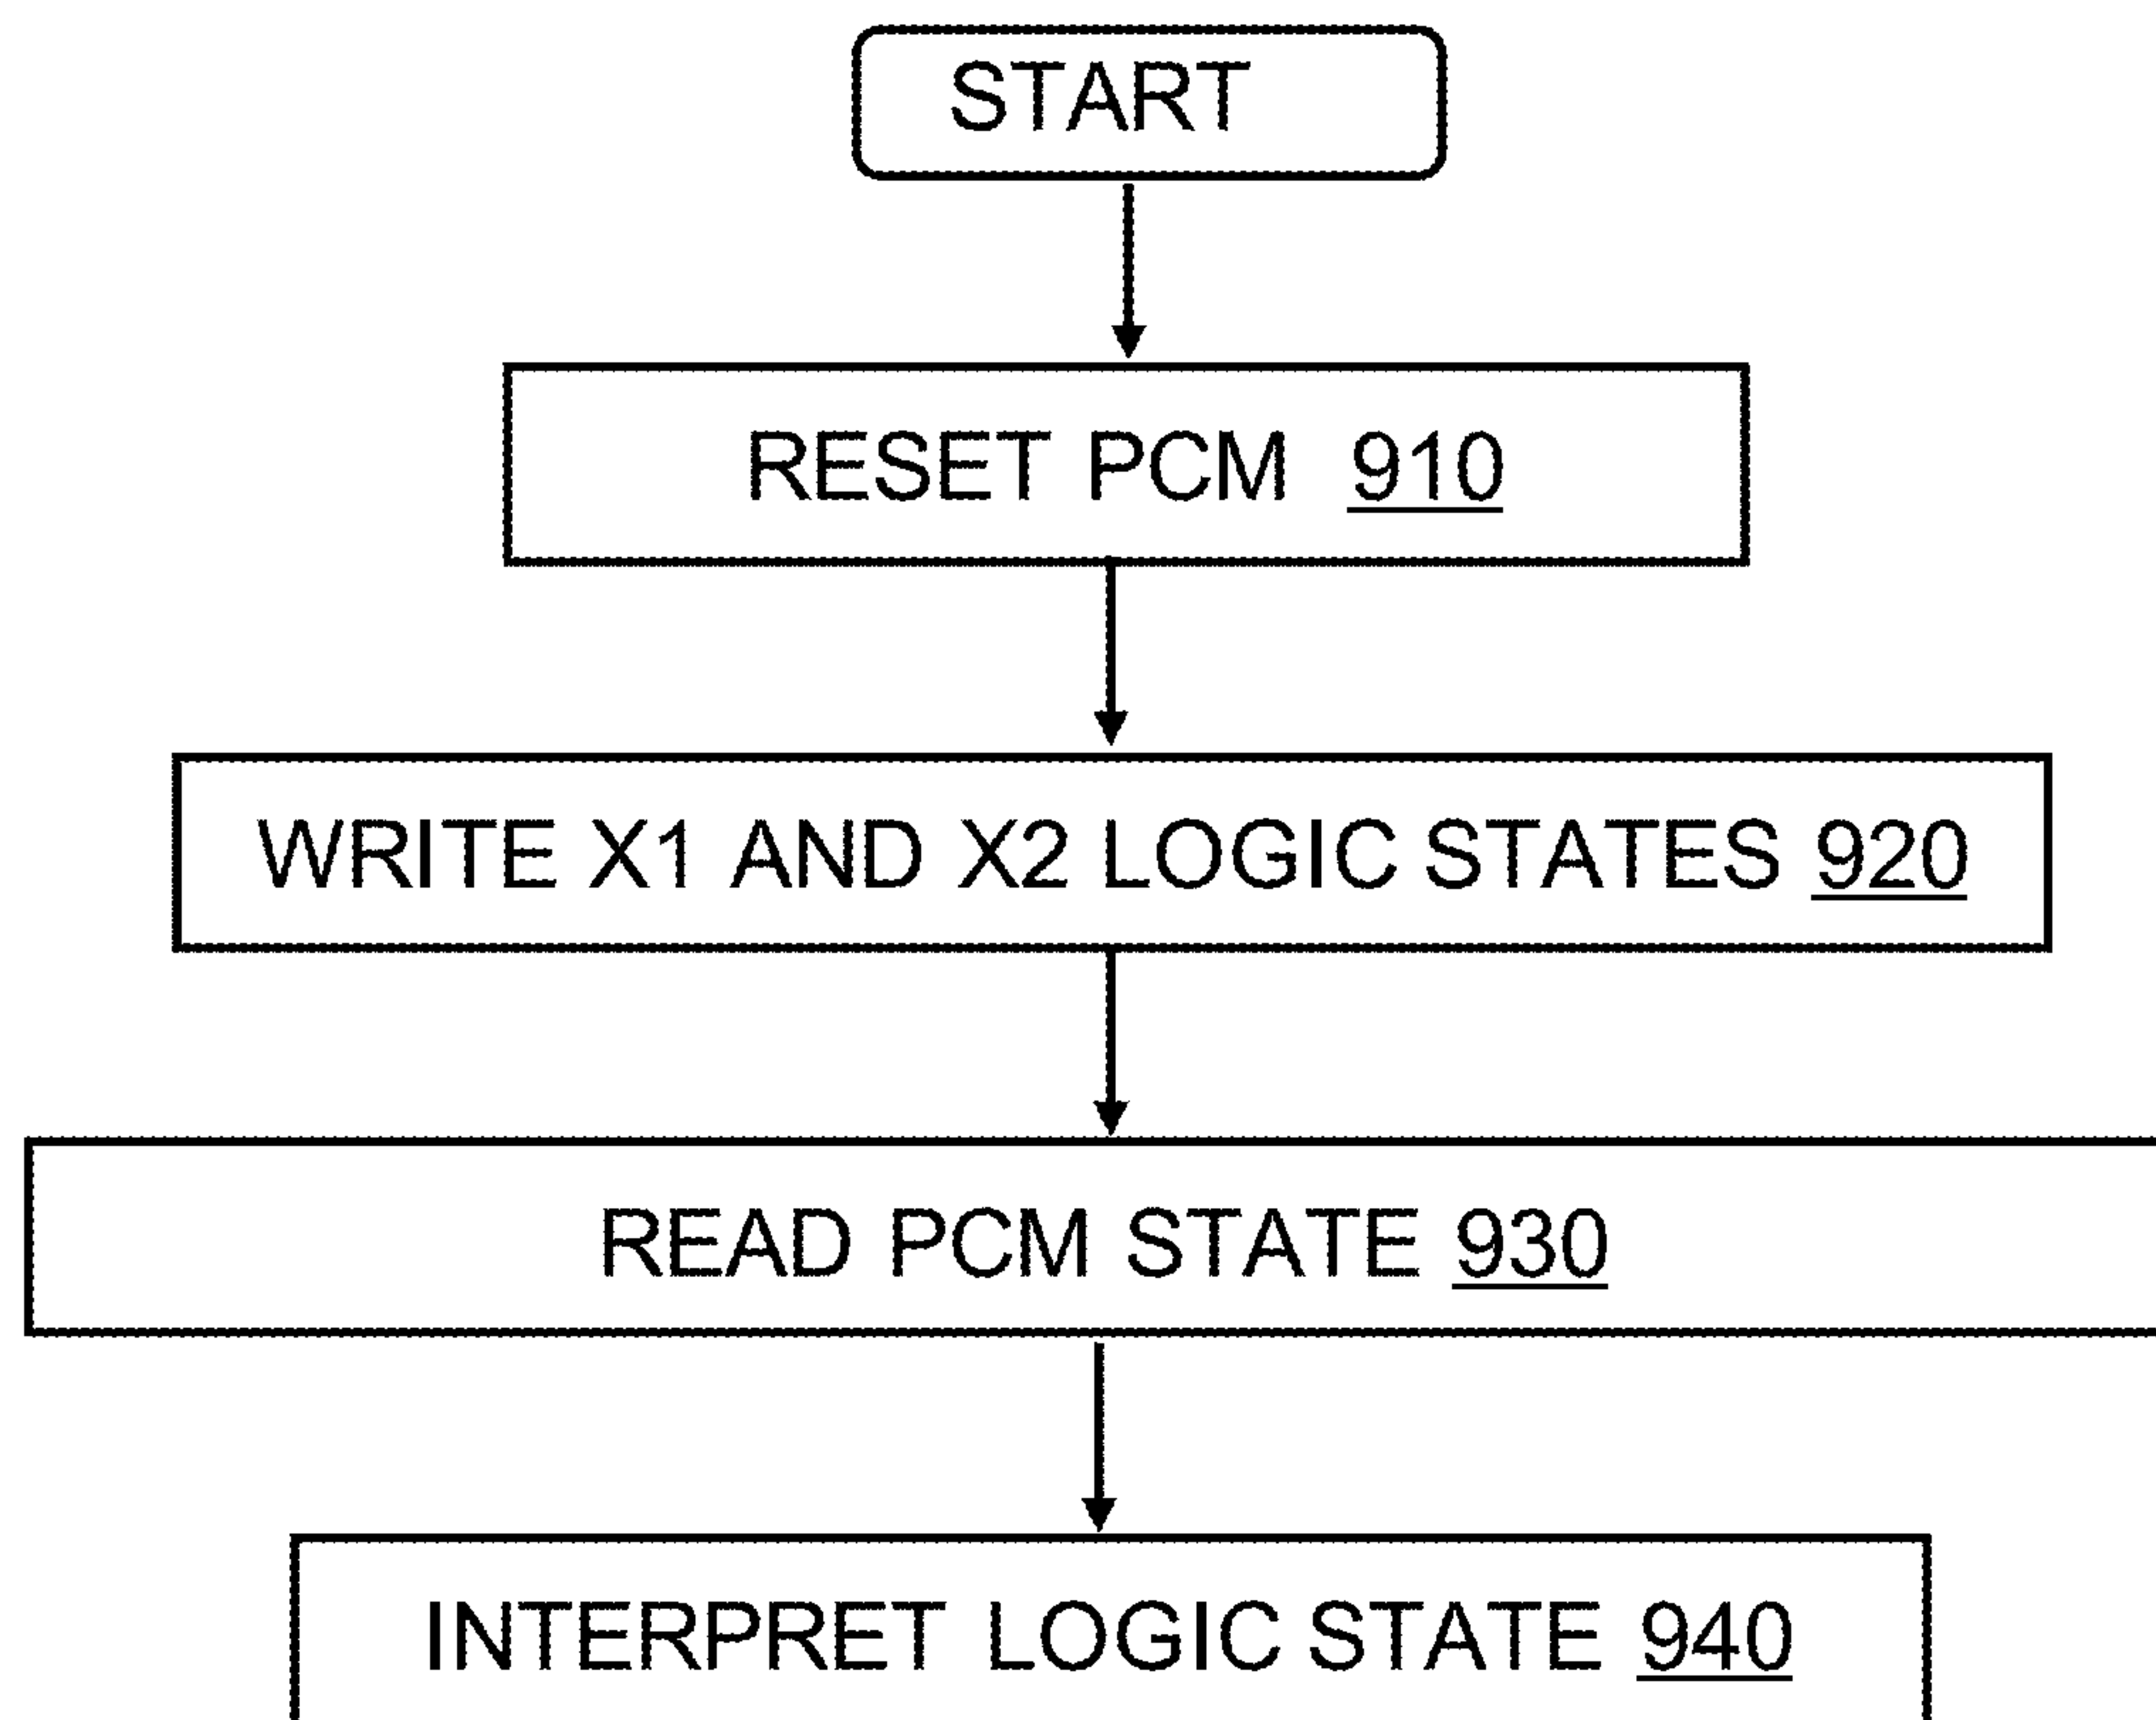 START
RESET PCM 910
WRITE X1 AND X2 LOGIC STATES 920
READ PCM STATE 930
INTERPRET LOGIC STATE 940